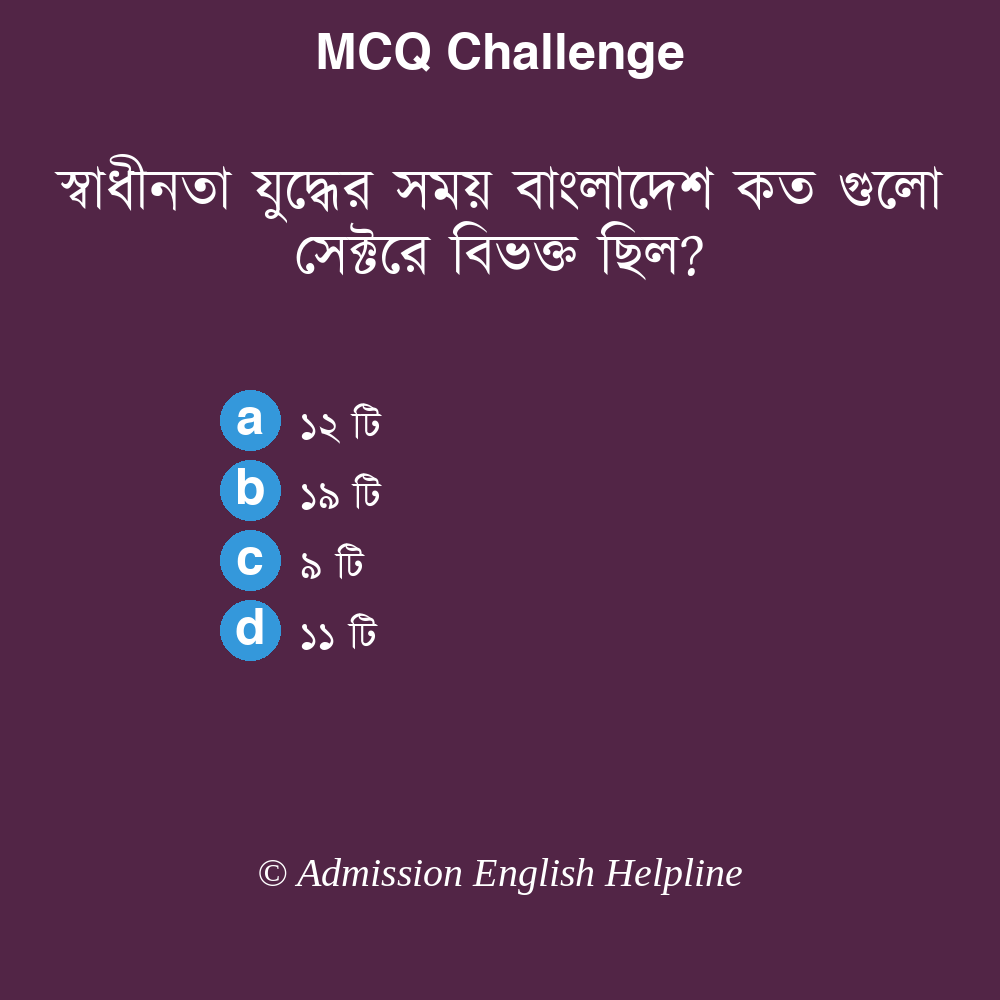 MCQ Challenge
স্বাধীনতা যুদ্ধের সময় বাংলাদেশ কত গুলো
সেক্টরে বিভক্ত ছিল?
a ১২ টি
b ১৯ টি
c ৯ টি
d ১১ টি
© Admission English Helpline